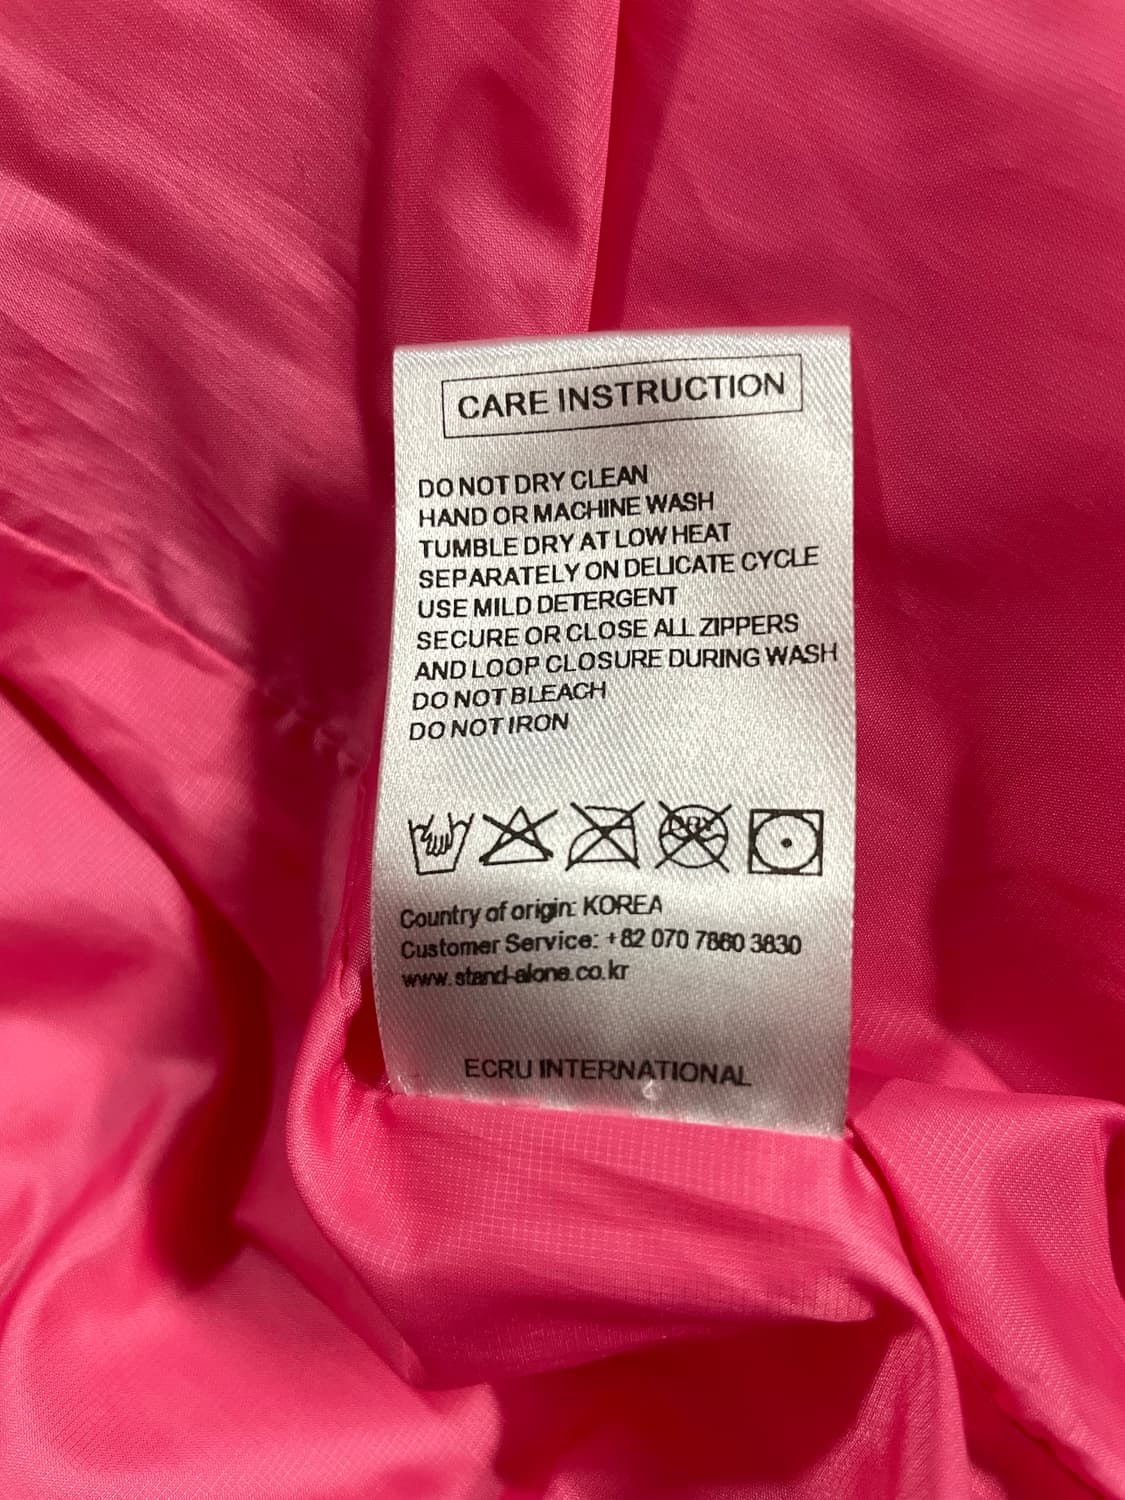 CARE INSTRUCTION
DO NOT DRY CLEAN
HAND OR MACHINE WASH
TUMBLE DRY AT LOW HEAT
SEPARATELY ON DELICATE CYCLE
USE MILD DETERGENT
SECURE OR CLOSE ALL ZIPPERS
AND LOOP CLOSURE DURING WASH
DO NOT BLEACH
DO NOT IRON
DRY
Country of origin: KOREA
Customer Service: +82 070 7860 3830
www.stand-alone.co.kr
ECRU INTERNATIONAL